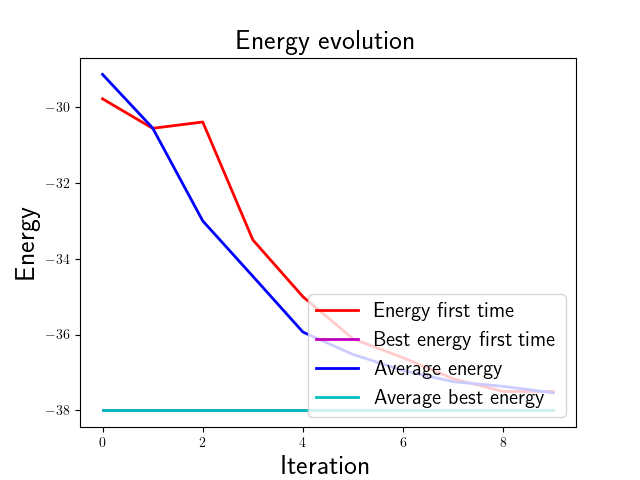 Energy evolution
Energy
−30
−32
−34
−36
−38
Energy first time
Best energy first time
Average energy
Average best energy
0
2
4
6
8
Iteration